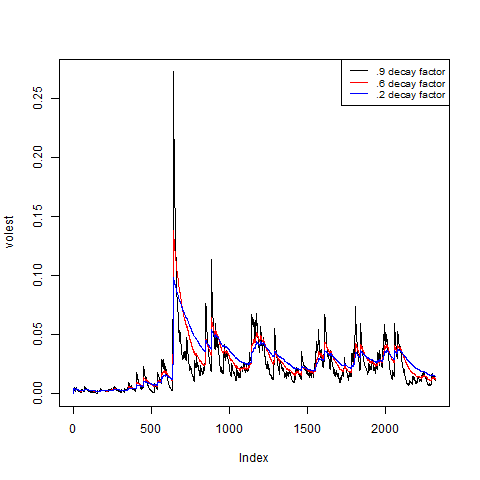 .9 decay factor
.6 decay factor
.2 decay factor
volest
0.25
0.20
0.15
0.10
0.05
0.00
0 500 1000 1500 2000
Index